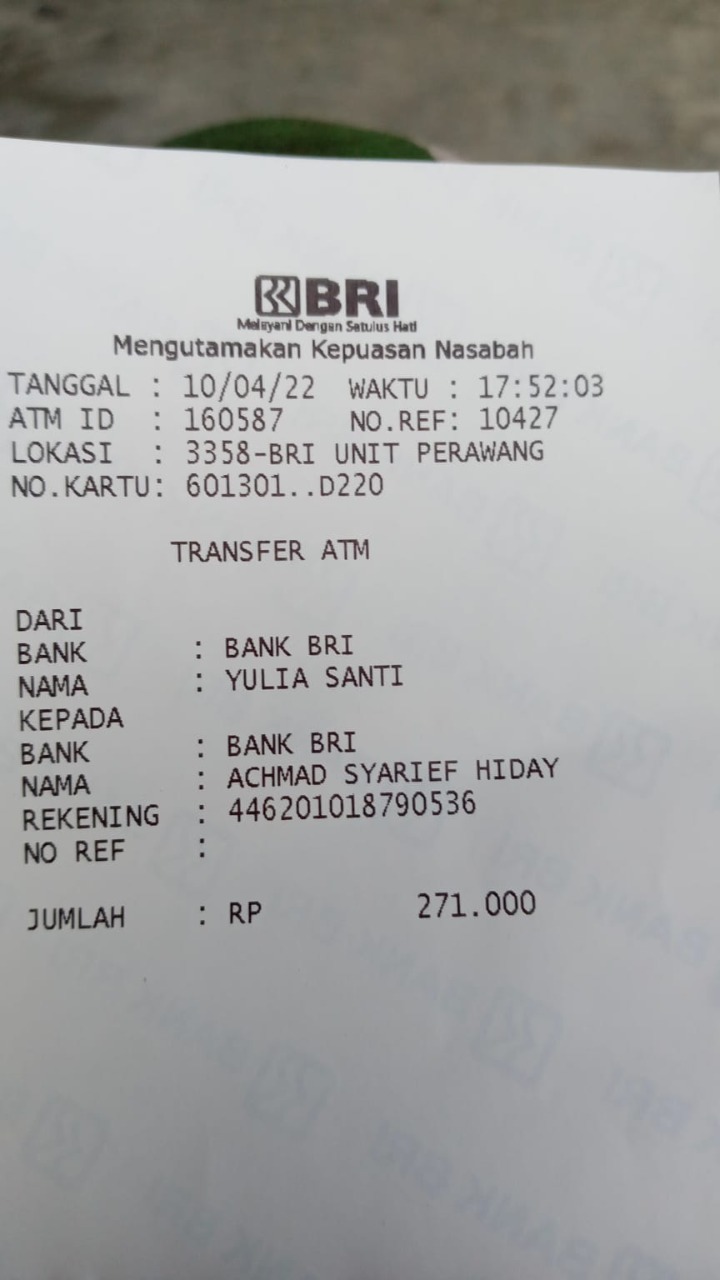 BRI
Melayani Dengan Setulus Hati
Mengutamakan Kepuasan Nasabah
TANGGAL : 10/04/22 WAKTU : 17:52:03
ATM ID : 160587 NO.REF: 10427
LOKASI : 3358-BRI UNIT PERAWANG
NO.KARTU: 601301..D220
TRANSFER ATM
DARI
BANK : BANK BRI
NAMA : YULIA SANTI
KEPADA
BANK : BANK BRI
NAMA : ACHMAD SYARIEF HIDAY
REKENING : 446201018790536
NO REF :
JUMLAH : RP 271.000